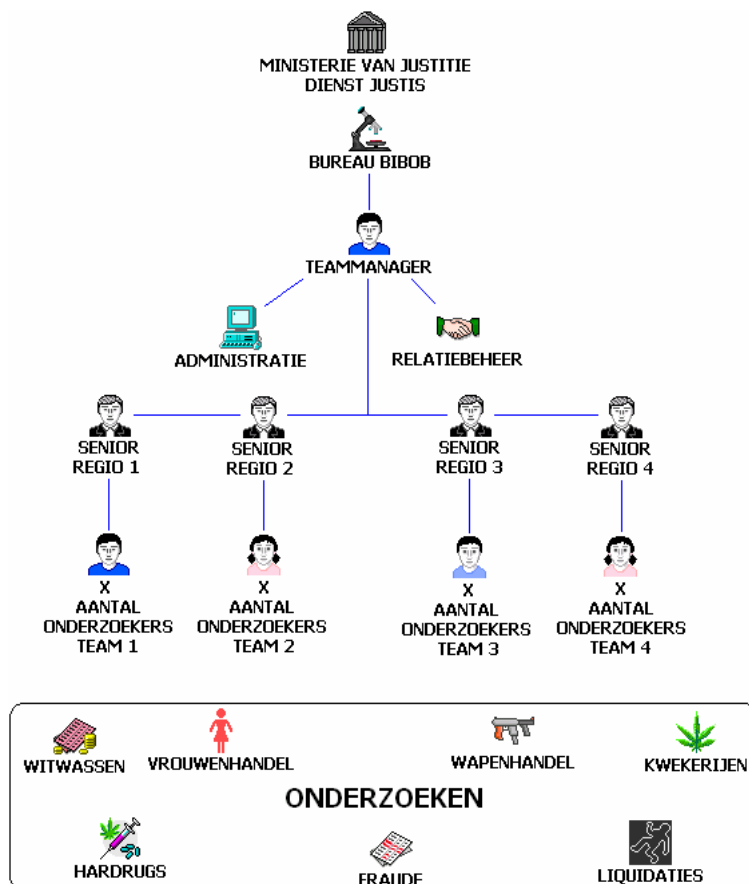 MINISTERIE VAN JUSTITIE
DIENST JUSTIS
BUREAU BIBOB
TEAMMANAGER
ADMINISTRATIE
RELATIEBEHEER
SENIOR
REGIO 1
SENIOR
REGIO 2
SENIOR
REGIO 3
SENIOR
REGIO 4
X
AANTAL
ONDERZOEKERS
TEAM 1
X
AANTAL
ONDERZOEKERS
TEAM 2
X
AANTAL
ONDERZOEKERS
TEAM 3
X
AANTAL
ONDERZOEKERS
TEAM 4
WITWASSEN
VROUWENHANDEL
WAPENHANDEL
KWEKERIJEN
ONDERZOEKEN
HARDRUGS
FRAUDE
LIQUIDATIES